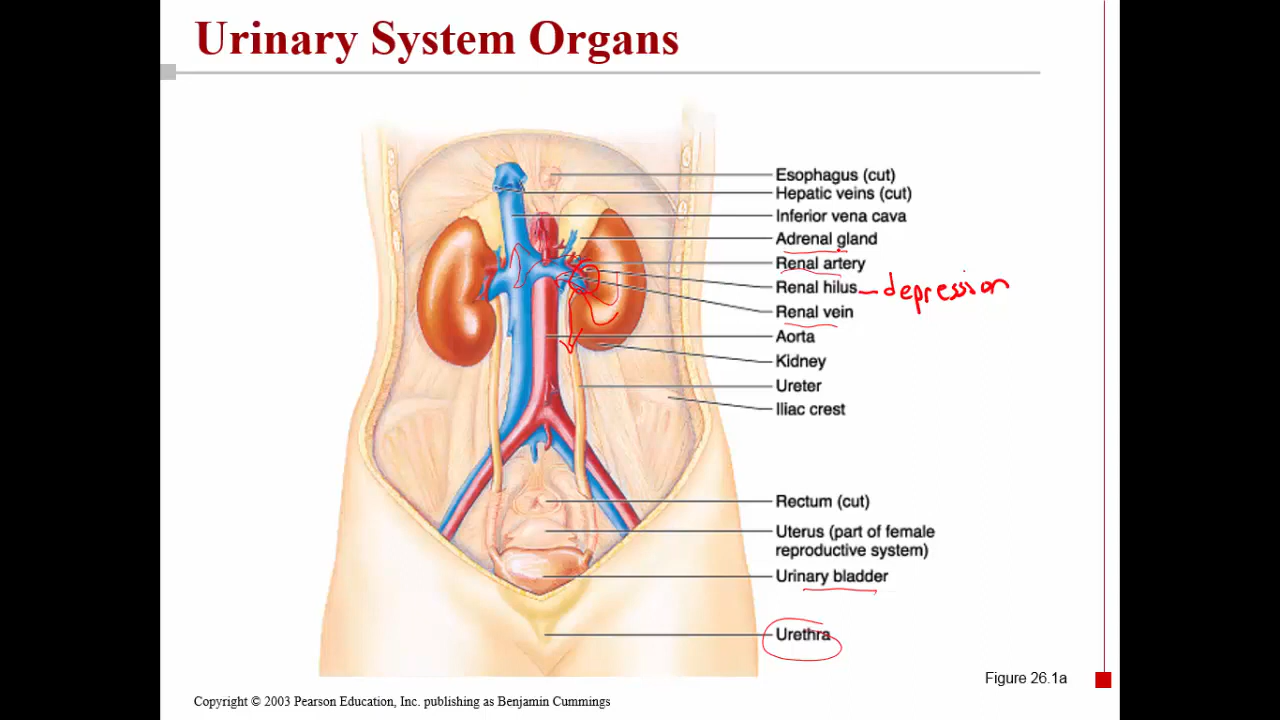 Urinary System Organs
Esophagus (cut)
Hepatic veins (cut)
Inferior vena cava
Adrenal gland
Renal artery
Renal hilus - depression
Renal vein
Aorta
Kidney
Ureter
Iliac crest
Rectum (cut)
Uterus (part of female
reproductive system)
Urinary bladder
Urethra
Figure 26.1a
Copyright © 2003 Pearson Education, Inc. publishing as Benjamin Cummings